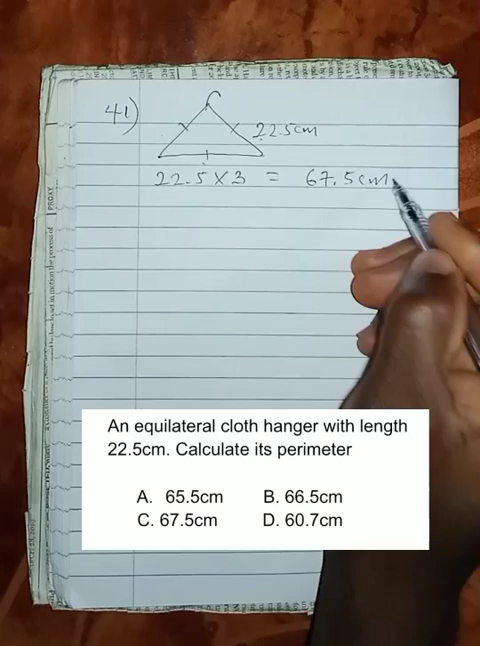 41)
22.5cm
22.5 X 3 = 67.5cm
PROXY
An equilateral cloth hanger with length
22.5cm. Calculate its perimeter
A. 65.5cm B. 66.5cm
C. 67.5cm D. 60.7cm